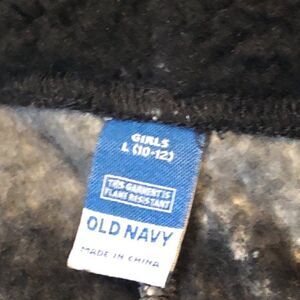 GIRLS
L (10-12)
THIS GARMENT IS
FLAME RESISTANT
OLD NAVY
MADE IN CHINA